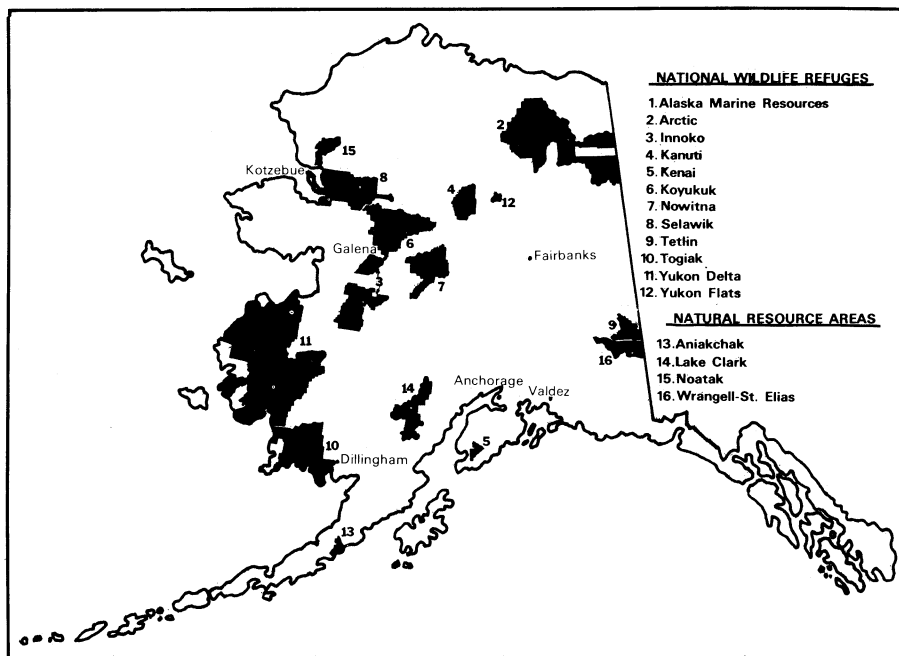 NATIONAL WILDLIFE REFUGES
1. Alaska Marine Resources
2. Arctic
3. Innoko
4. Kanuti
5. Kenai
6. Koyukuk
7. Nowitna
8. Selawik
9. Tetlin
10. Togiak
11. Yukon Delta
12. Yukon Flats
NATURAL RESOURCE AREAS
13. Aniakchak
14. Lake Clark
15. Noatak
16. Wrangell-St. Elias
2
15
Kotzebue
8
4
12
6
Galena
Fairbanks
3
7
9
11
16
Anchorage
14
Valdez
10
5
Dillingham
13